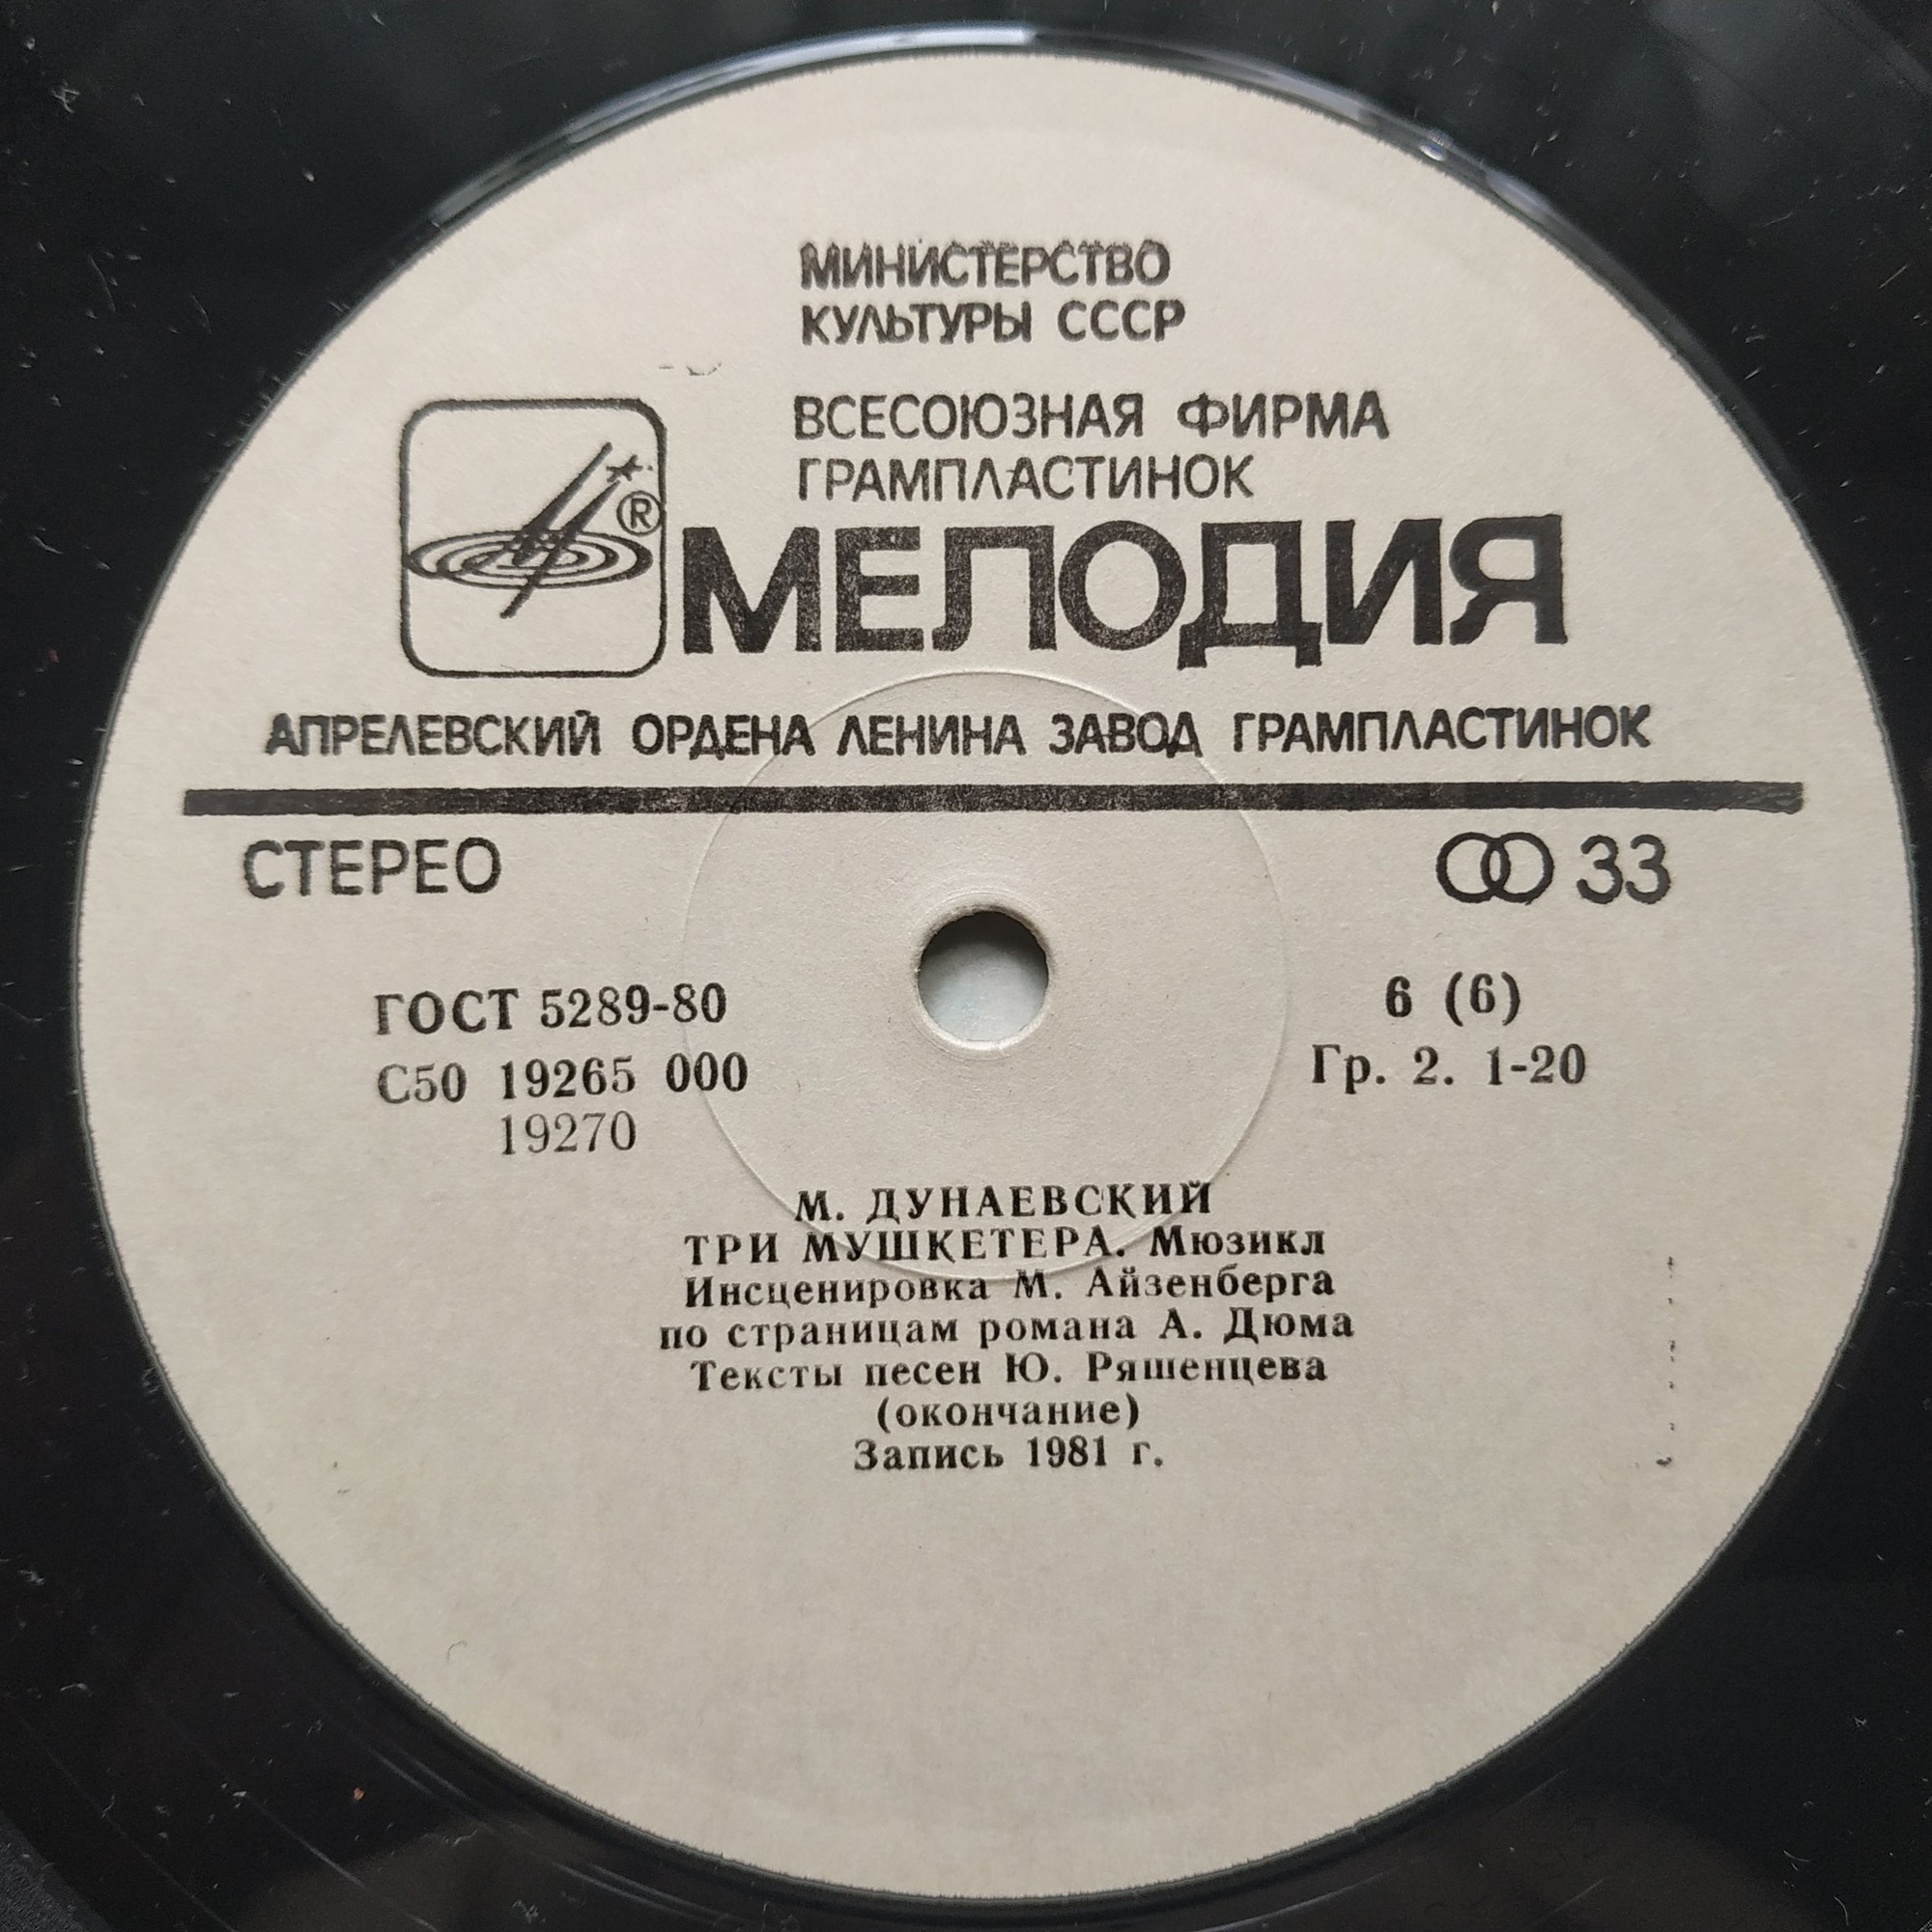 МИНИСТЕРСТВО
КУЛЬТУРЫ СССР
ВСЕСОЮЗНАЯ ФИРМА
ГРАМПЛАСТИНОК
® МЕЛОДИЯ
АПРЕЛЕВСКИЙ ОРДЕНА ЛЕНИНА ЗАВОД ГРАМПЛАСТИНОК
СТЕРЕО
33
ГОСТ 5289-80
С50 19265 000
19270
6 (6)
Гр. 2. 1-20
М. ДУНАЕВСКИЙ
ТРИ МУШКЕТЕРА. Мюзикл
Инсценировка М. Айзенберга
по страницам романа А. Дюма
Тексты песен Ю. Ряшенцева
(окончание)
Запись 1981 г.